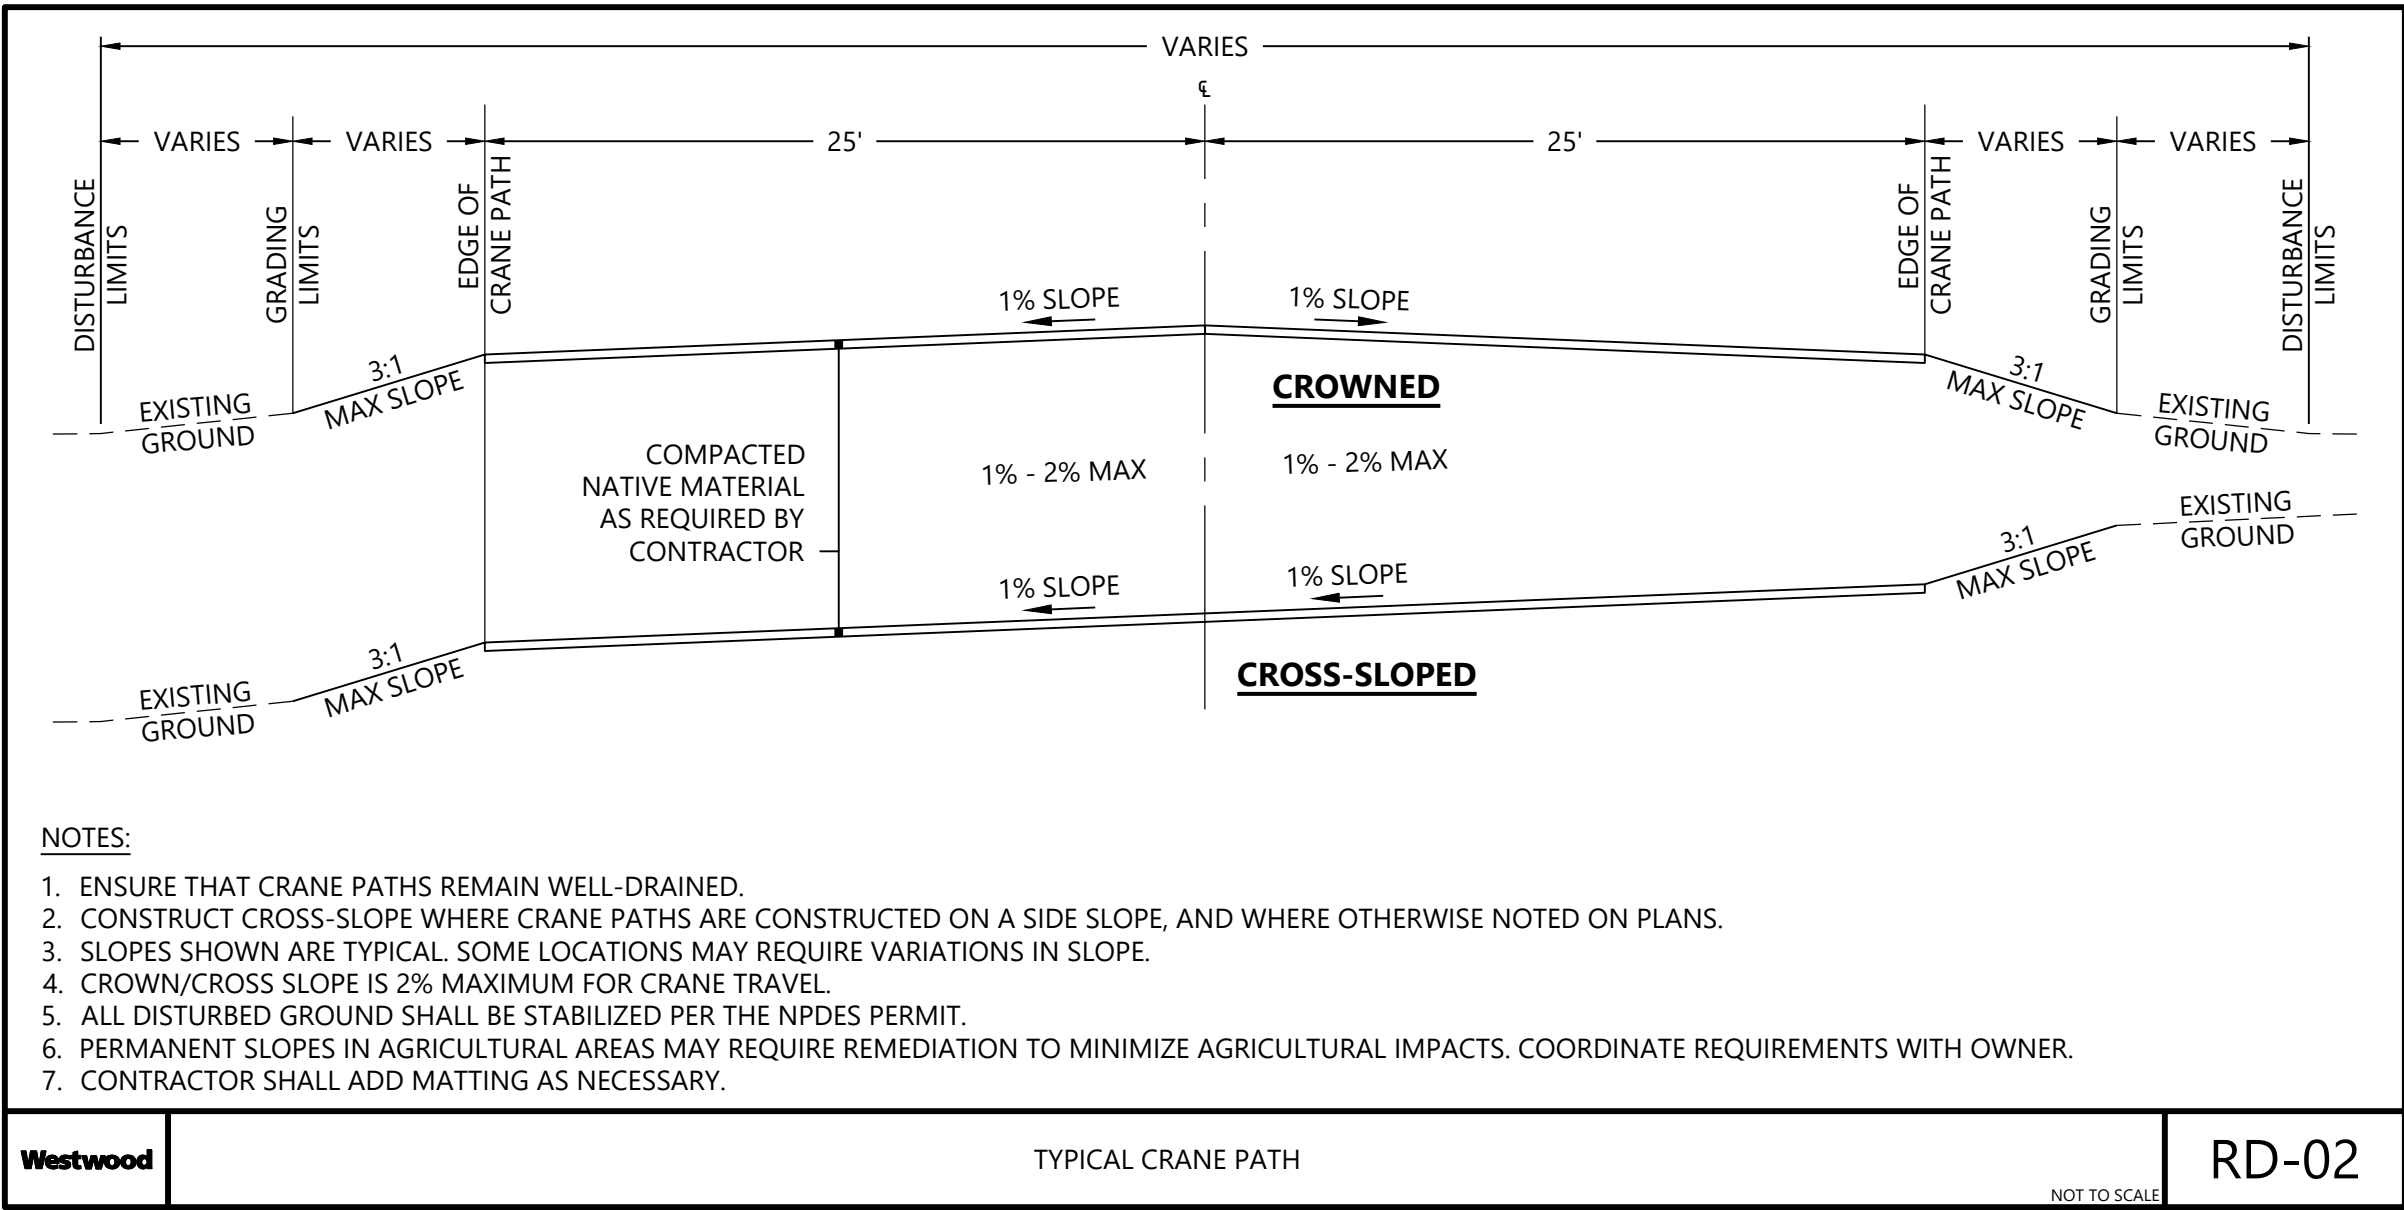 VARIES
℄
VARIES
VARIES
25'
25'
VARIES
VARIES
DISTURBANCE
LIMITS
GRADING
LIMITS
EDGE OF
CRANE PATH
EDGE OF
CRANE PATH
GRADING
LIMITS
DISTURBANCE
LIMITS
1% SLOPE
1% SLOPE
3:1
MAX SLOPE
EXISTING
GROUND
CROWNED
3:1
MAX SLOPE
EXISTING
GROUND
COMPACTED
NATIVE MATERIAL
AS REQUIRED BY
CONTRACTOR
1% - 2% MAX
1% - 2% MAX
EXISTING
GROUND
3:1
MAX SLOPE
1% SLOPE
1% SLOPE
3:1
MAX SLOPE
EXISTING
GROUND
CROSS-SLOPED
NOTES:
1. ENSURE THAT CRANE PATHS REMAIN WELL-DRAINED.
2. CONSTRUCT CROSS-SLOPE WHERE CRANE PATHS ARE CONSTRUCTED ON A SIDE SLOPE, AND WHERE OTHERWISE NOTED ON PLANS.
3. SLOPES SHOWN ARE TYPICAL. SOME LOCATIONS MAY REQUIRE VARIATIONS IN SLOPE.
4. CROWN/CROSS SLOPE IS 2% MAXIMUM FOR CRANE TRAVEL.
5. ALL DISTURBED GROUND SHALL BE STABILIZED PER THE NPDES PERMIT.
6. PERMANENT SLOPES IN AGRICULTURAL AREAS MAY REQUIRE REMEDIATION TO MINIMIZE AGRICULTURAL IMPACTS. COORDINATE REQUIREMENTS WITH OWNER.
7. CONTRACTOR SHALL ADD MATTING AS NECESSARY.
Westwood
TYPICAL CRANE PATH
NOT TO SCALE
RD-02